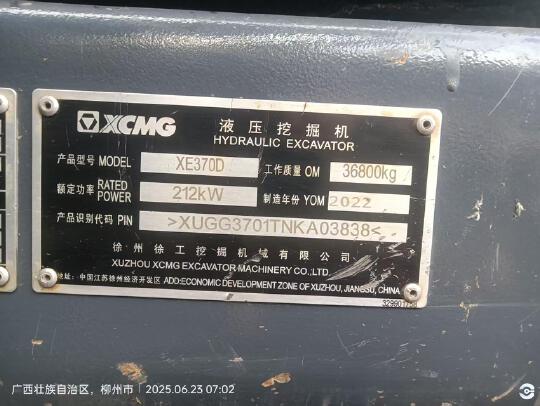 XCMG 液压挖掘机
HYDRAULIC EXCAVATOR
产品型号 MODEL XE370D 工作质量 OM 36800kg
额定功率 RATED POWER 212kW 制造年份 YOM 2022
产品识别代码 PIN >XUGG3701TNKA03838<
徐州徐工挖掘机械有限公司
XUZHOU XCMG EXCAVATOR MACHINERY CO.,LTD.
地址: 中国江苏徐州经济开发区 ADD:ECONOMIC DEVELOPMENT ZONE OF XUZHOU, JIANGSU, CHINA
广西壮族自治区，柳州市 2025.06.23 07:02